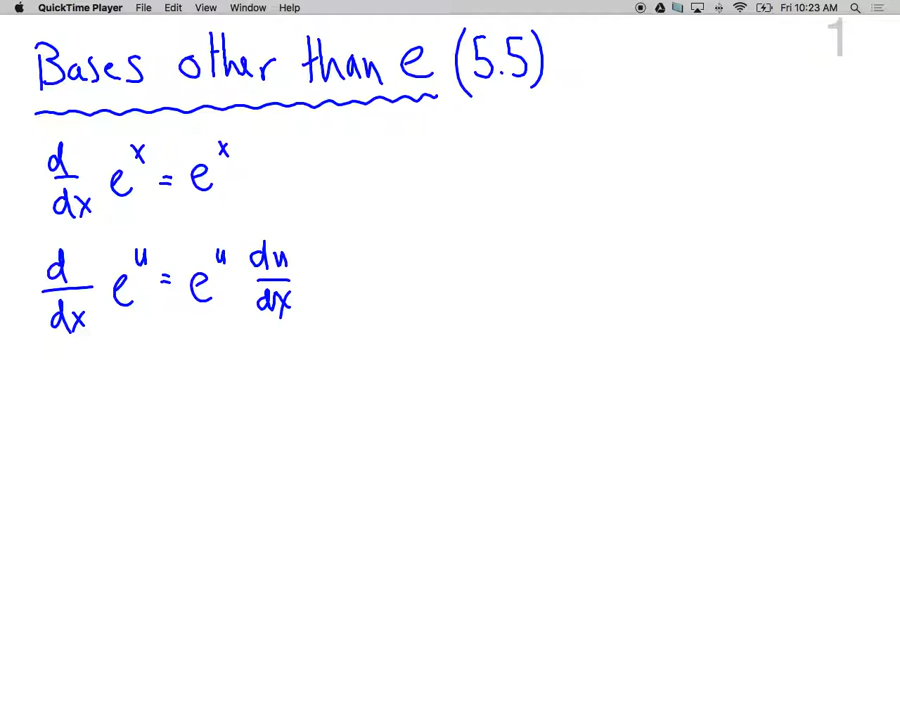 QuickTime Player File Edit View Window Help Fri 10:23 AM
1
Bases other than e (5.5)
d/dx e^x = e^x
d/dx e^u = e^u du/dx